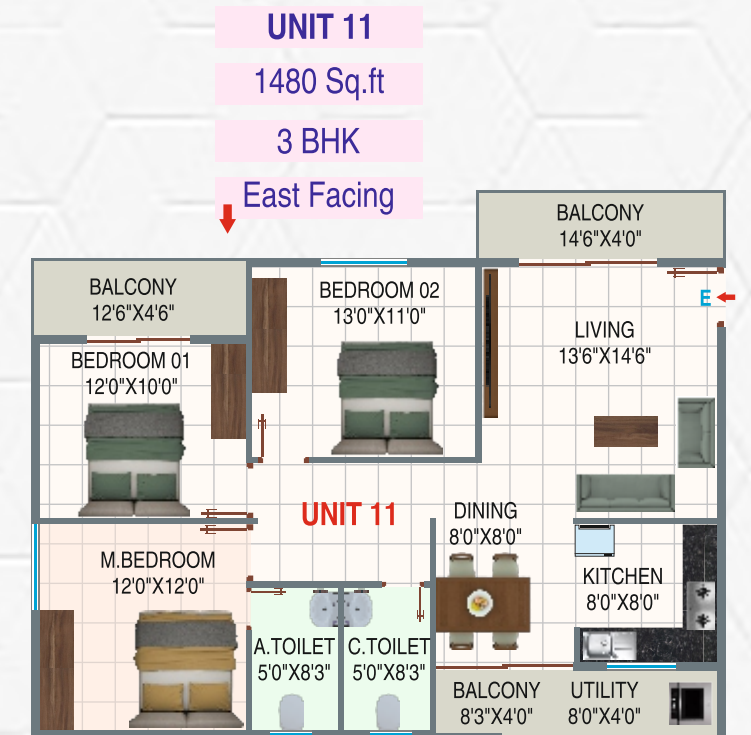 UNIT 11
1480 Sq.ft
3 BHK
East Facing
BALCONY
14'6"X4'0"
BALCONY
12'6"X4'6"
BEDROOM 02
13'0"X11'0"
E
LIVING
13'6"X14'6"
BEDROOM 01
12'0"X10'0"
UNIT 11
DINING
8'0"X8'0"
M.BEDROOM
12'0"X12'0"
KITCHEN
8'0"X8'0"
A.TOILET
5'0"X8'3"
C.TOILET
5'0"X8'3"
BALCONY
8'3"X4'0"
UTILITY
8'0"X4'0"